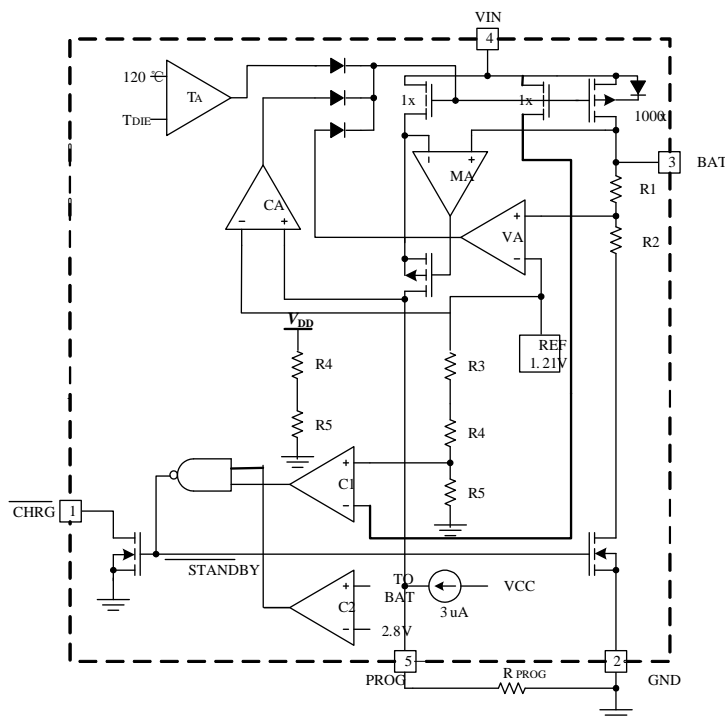 VIN
4
120 ℃
TA
TDIE
1x
1x
1000x
MA
3
BAT
R1
CA
VA
R2
VDD
REF
1. 21V
R4
R3
R5
R4
C1
R5
CHRG
1
STANDBY
TO
BAT
VCC
C2
3 uA
2.8V
5
2
PROG
R PROG
GND